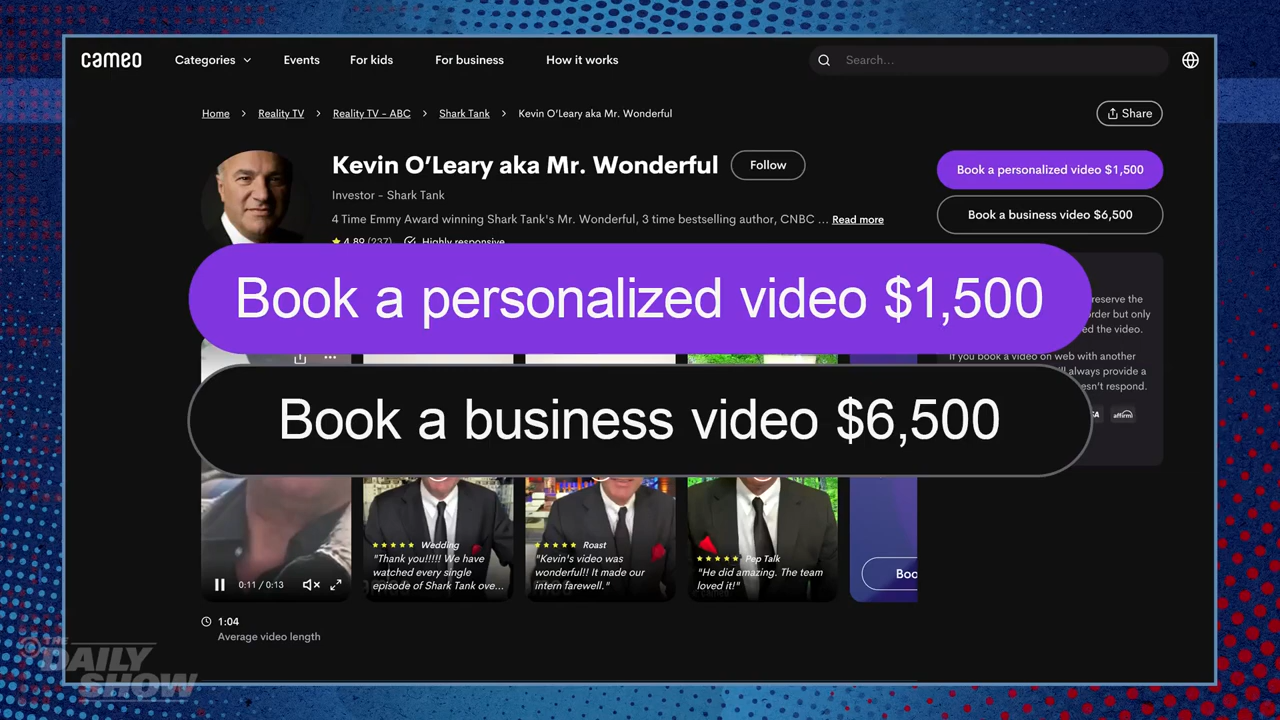 cameo
Categories
Events
For kids
For business
How it works
Search...
Home > Reality TV > Reality TV - ABC > Shark Tank > Kevin O'Leary aka Mr. Wonderful
Share
Kevin O'Leary aka Mr. Wonderful
Follow
Investor - Shark Tank
4 Time Emmy Award winning Shark Tank's Mr. Wonderful, 3 time bestselling author, CNBC ... Read more
4.89 (237)
Highly responsive
Book a personalized video $1,500
Book a business video $6,500
Book a personalized video $1,500
Book a business video $6,500
reserve the
order but only
ed the video.
If you book a video on web with another
always provide a
esn't respond.
affirm
Wedding
"Thank you!!!!! We have
watched every single
episode of Shark Tank ove...
Roast
"Kevin's video was
wonderful!! It made our
intern farewell."
Pep Talk
"He did amazing. The team
loved it!"
Boo
0:11 / 0:13
1:04
Average video length
THE
DAILY
SHOW